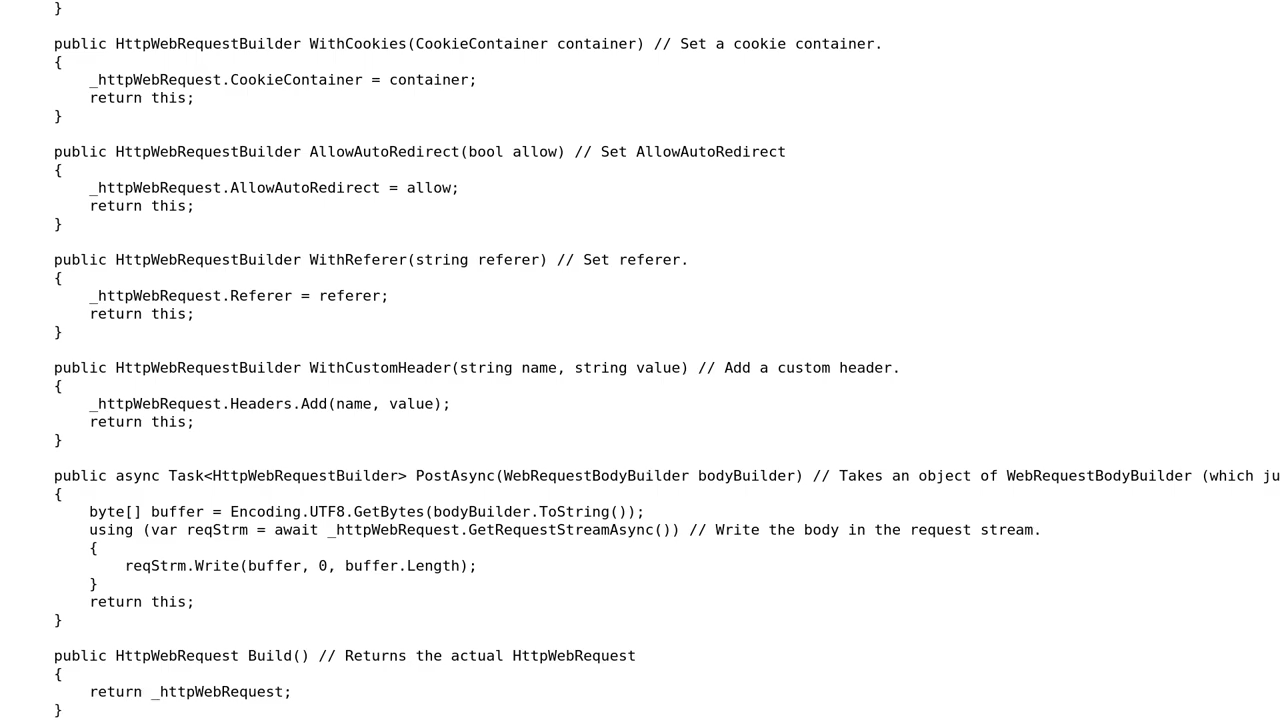 }
public HttpWebRequestBuilder WithCookies(CookieContainer container) // Set a cookie container.
{
_httpWebRequest.CookieContainer = container;
return this;
}
public HttpWebRequestBuilder AllowAutoRedirect(bool allow) // Set AllowAutoRedirect
{
_httpWebRequest.AllowAutoRedirect = allow;
return this;
}
public HttpWebRequestBuilder WithReferer(string referer) // Set referer.
{
_httpWebRequest.Referer = referer;
return this;
}
public HttpWebRequestBuilder WithCustomHeader(string name, string value) // Add a custom header.
{
_httpWebRequest.Headers.Add(name, value);
return this;
}
public async Task<HttpWebRequestBuilder> PostAsync(WebRequestBodyBuilder bodyBuilder) // Takes an object of WebRequestBodyBuilder (which ju
{
byte[] buffer = Encoding.UTF8.GetBytes(bodyBuilder.ToString());
using (var reqStrm = await _httpWebRequest.GetRequestStreamAsync()) // Write the body in the request stream.
{
reqStrm.Write(buffer, 0, buffer.Length);
}
return this;
}
public HttpWebRequest Build() // Returns the actual HttpWebRequest
{
return _httpWebRequest;
}